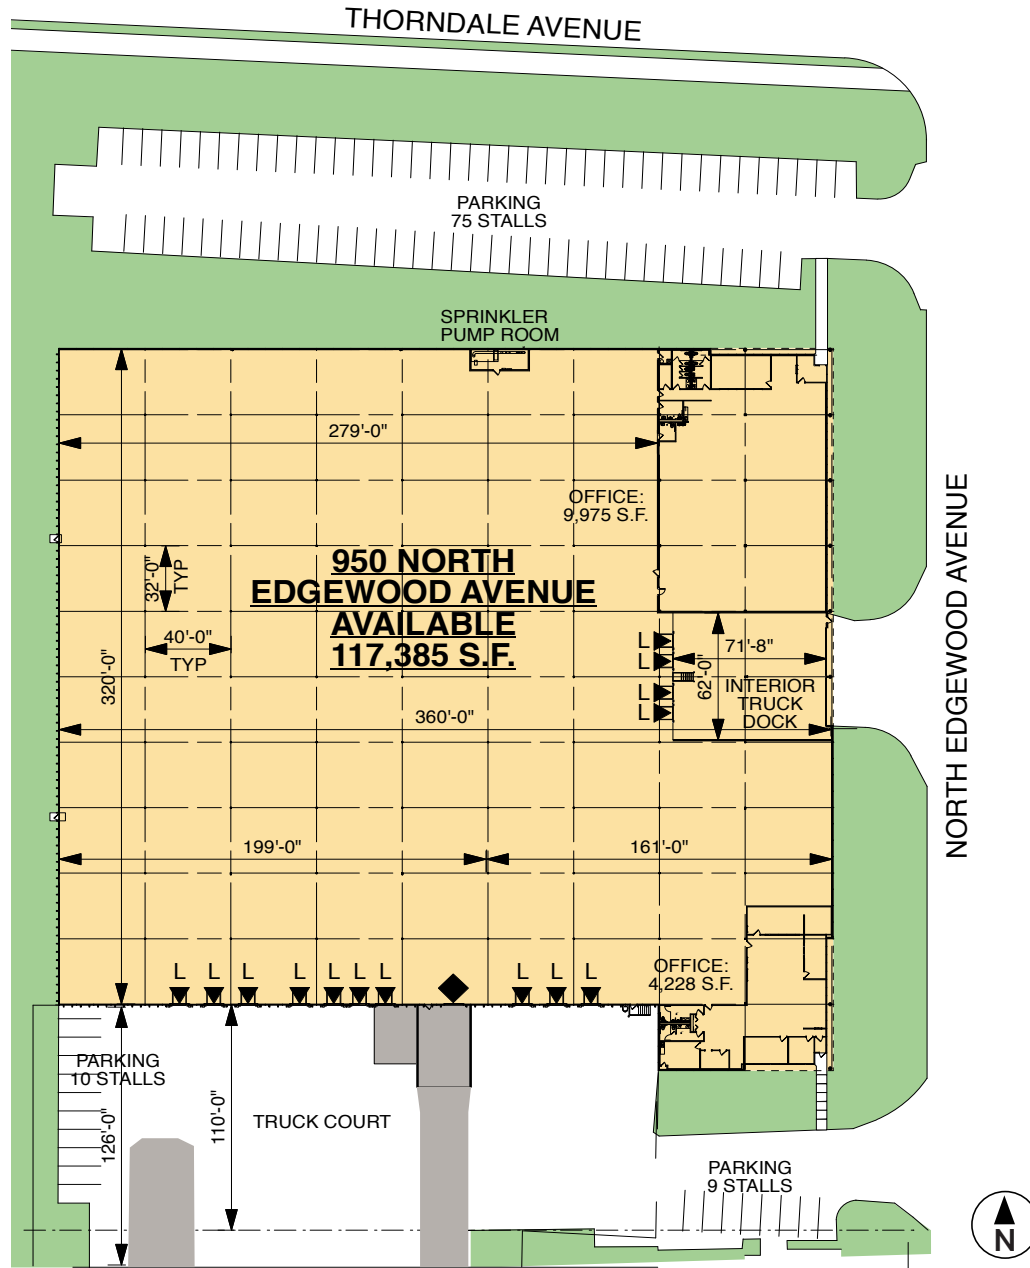 THORNDALE AVENUE
PARKING
75 STALLS
SPRINKLER
PUMP ROOM
279'-0"
OFFICE:
9,975 S.F.
32'-0"
TYP
950 NORTH
EDGEWOOD AVENUE
AVAILABLE
117,385 S.F.
40'-0"
TYP
320'-0"
L
L
L
L
71'-8"
62'-0"
INTERIOR
TRUCK
DOCK
360'-0"
NORTH EDGEWOOD AVENUE
199'-0"
161'-0"
L L L L L L L L L L
OFFICE:
4,228 S.F.
PARKING
10 STALLS
126'-0"
110'-0"
TRUCK COURT
PARKING
9 STALLS
N